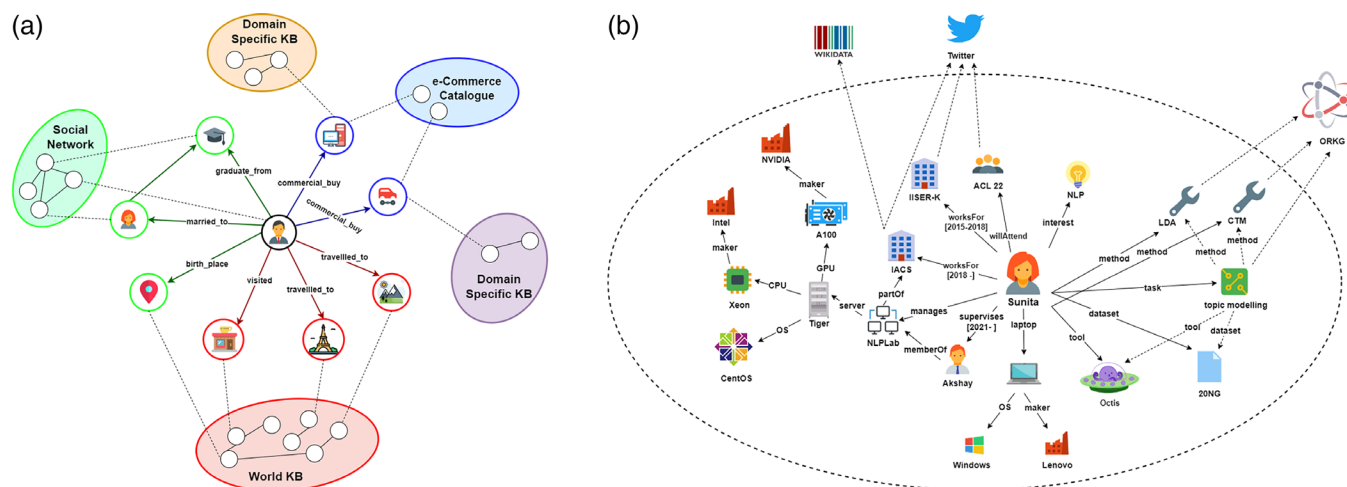 (a)
Domain
Specific KB
e-Commerce
Catalogue
Social
Network
graduate_from
commercial_buy
commercial_buy
married_to
birth_place
visited
travellled_to
travellled_to
Domain
Specific KB
World KB
(b)
WIKIDATA
Twitter
ORKG
NVIDIA
maker
Intel
maker
A100
GPU
Xeon
CPU
Tiger
OS
CentOS
server
IISER-K
ACL 22
NLP
worksFor
[2015-2018]
willAttend
interest
IACS
worksFor
[2018 -]
partOf
NLPLab
manages
Sunita
supervises
[2021- ]
memberOf
Akshay
laptop
OS
maker
Windows
Lenovo
LDA
CTM
method
method
method
method
task
topic modelling
dataset
tool
dataset
tool
Octis
20NG